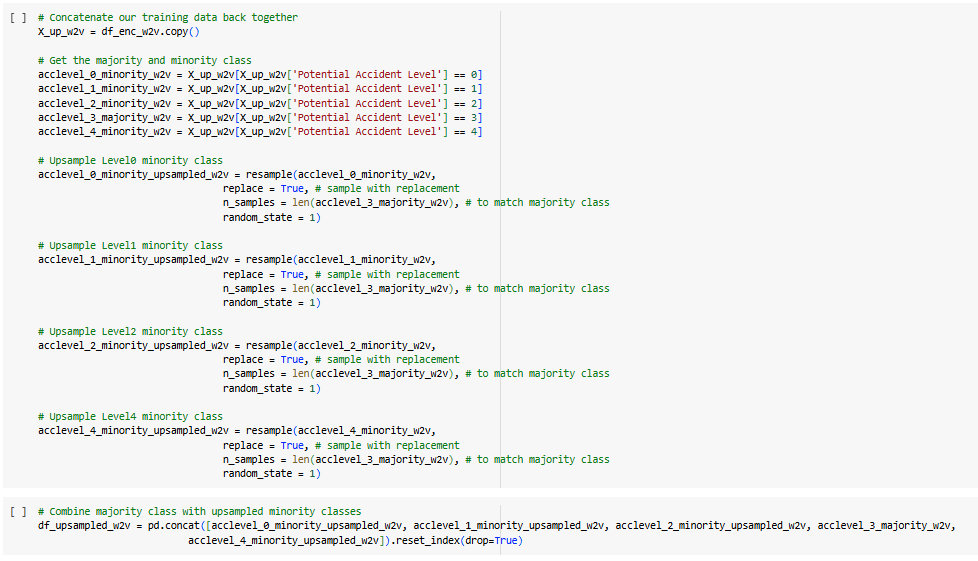 [ ] # Concatenate our training data back together
X_up_w2v = df_enc_w2v.copy()
# Get the majority and minority class
acclevel_0_minority_w2v = X_up_w2v[X_up_w2v['Potential Accident Level'] == 0]
acclevel_1_minority_w2v = X_up_w2v[X_up_w2v['Potential Accident Level'] == 1]
acclevel_2_minority_w2v = X_up_w2v[X_up_w2v['Potential Accident Level'] == 2]
acclevel_3_majority_w2v = X_up_w2v[X_up_w2v['Potential Accident Level'] == 3]
acclevel_4_minority_w2v = X_up_w2v[X_up_w2v['Potential Accident Level'] == 4]
# Upsample Level0 minority class
acclevel_0_minority_upsampled_w2v = resample(acclevel_0_minority_w2v,
replace = True, # sample with replacement
n_samples = len(acclevel_3_majority_w2v), # to match majority class
random_state = 1)
# Upsample Level1 minority class
acclevel_1_minority_upsampled_w2v = resample(acclevel_1_minority_w2v,
replace = True, # sample with replacement
n_samples = len(acclevel_3_majority_w2v), # to match majority class
random_state = 1)
# Upsample Level2 minority class
acclevel_2_minority_upsampled_w2v = resample(acclevel_2_minority_w2v,
replace = True, # sample with replacement
n_samples = len(acclevel_3_majority_w2v), # to match majority class
random_state = 1)
# Upsample Level4 minority class
acclevel_4_minority_upsampled_w2v = resample(acclevel_4_minority_w2v,
replace = True, # sample with replacement
n_samples = len(acclevel_3_majority_w2v), # to match majority class
random_state = 1)
[ ] # Combine majority class with upsampled minority classes
df_upsampled_w2v = pd.concat([acclevel_0_minority_upsampled_w2v, acclevel_1_minority_upsampled_w2v, acclevel_2_minority_upsampled_w2v, acclevel_3_majority_w2v,
acclevel_4_minority_upsampled_w2v]).reset_index(drop=True)